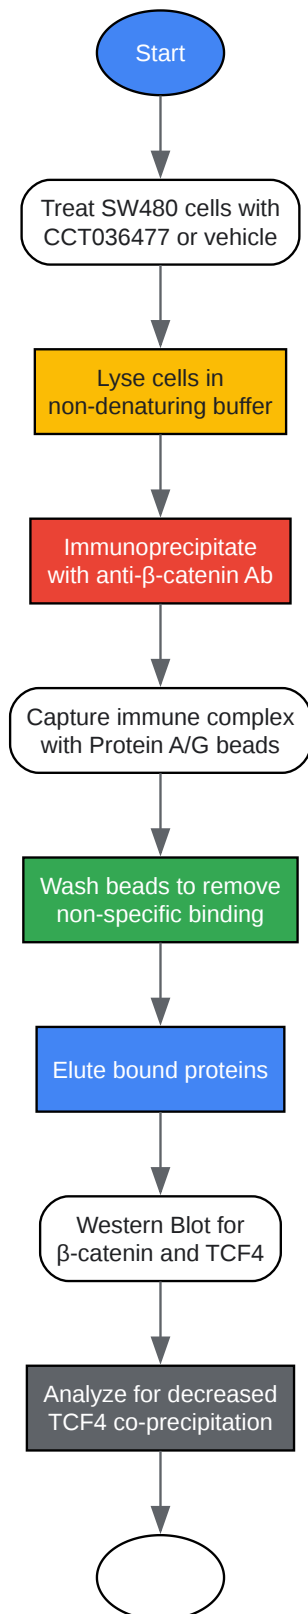 Start
Treat SW480 cells with
CCT036477 or vehicle
Lyse cells in
non-denaturing buffer
Immunoprecipitate
with anti-β-catenin Ab
Capture immune complex
with Protein A/G beads
Wash beads to remove
non-specific binding
Elute bound proteins
Western Blot for
β-catenin and TCF4
Analyze for decreased
TCF4 co-precipitation